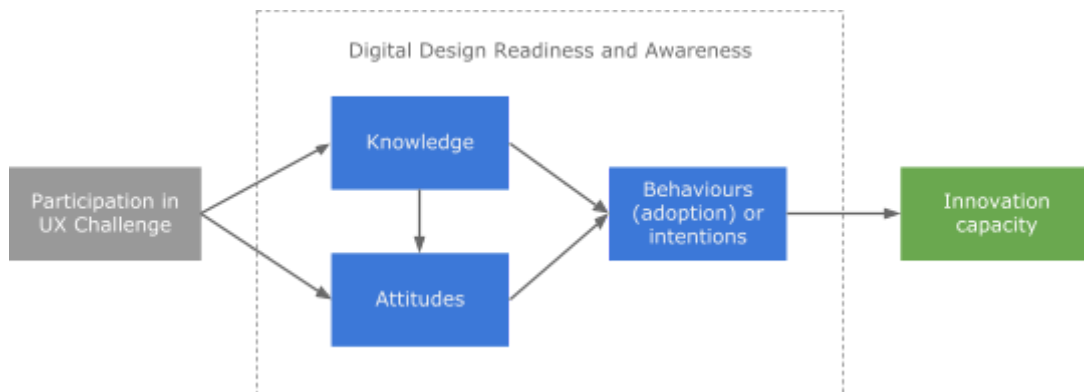 Digital Design Readiness and Awareness
Knowledge
Participation in
UX Challenge
Behaviours
(adoption) or
intentions
Innovation
capacity
Attitudes